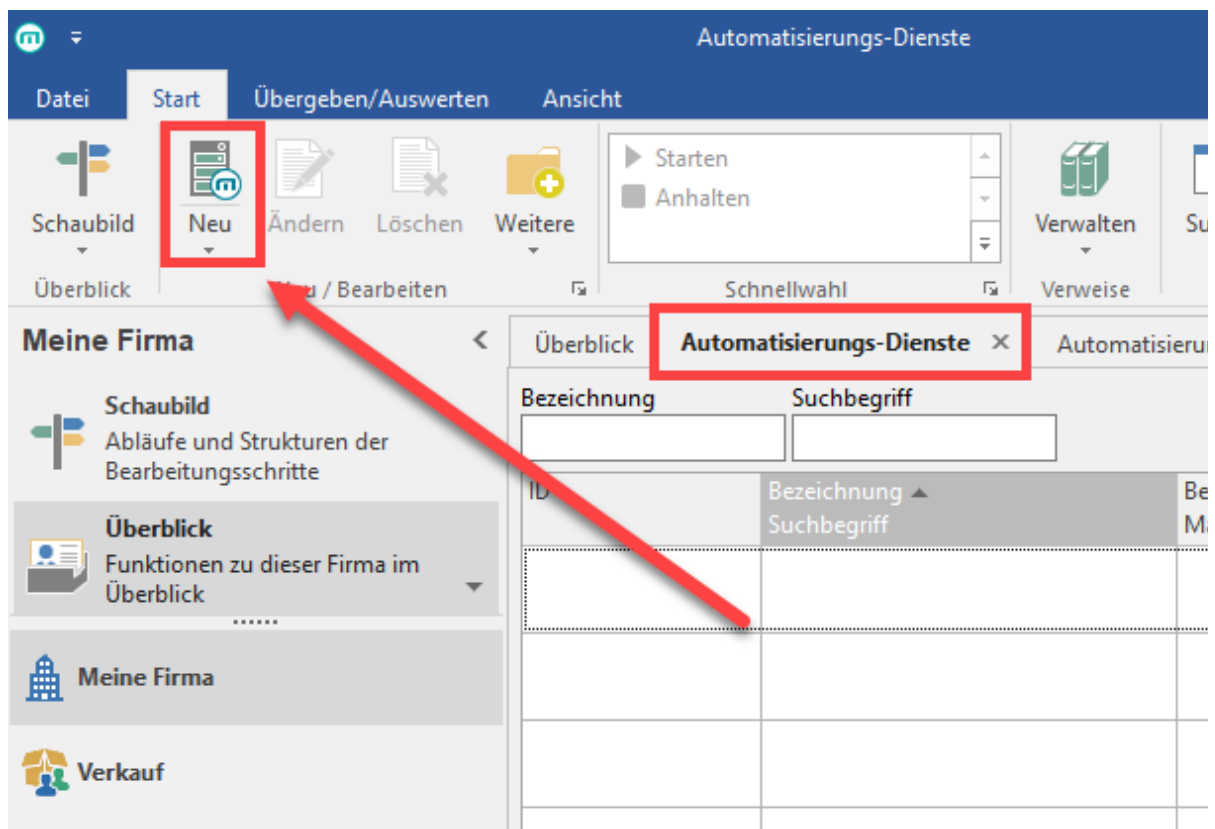 Automatisierungs-Dienste
Datei Start Übergeben/Auswerten Ansicht
Starten
Anhalten
Schaubild Neu Ändern Löschen Weitere Verwalten
Überblick / Bearbeiten Schnellwahl Verweise
Meine Firma
Überblick Automatisierungs-Dienste
Schaubild
Abläufe und Strukturen der
Bearbeitungsschritte
Überblick
Funktionen zu dieser Firma im
Überblick
Meine Firma
Verkauf
Bezeichnung Suchbegriff
ID Bezeichnung
Suchbegriff